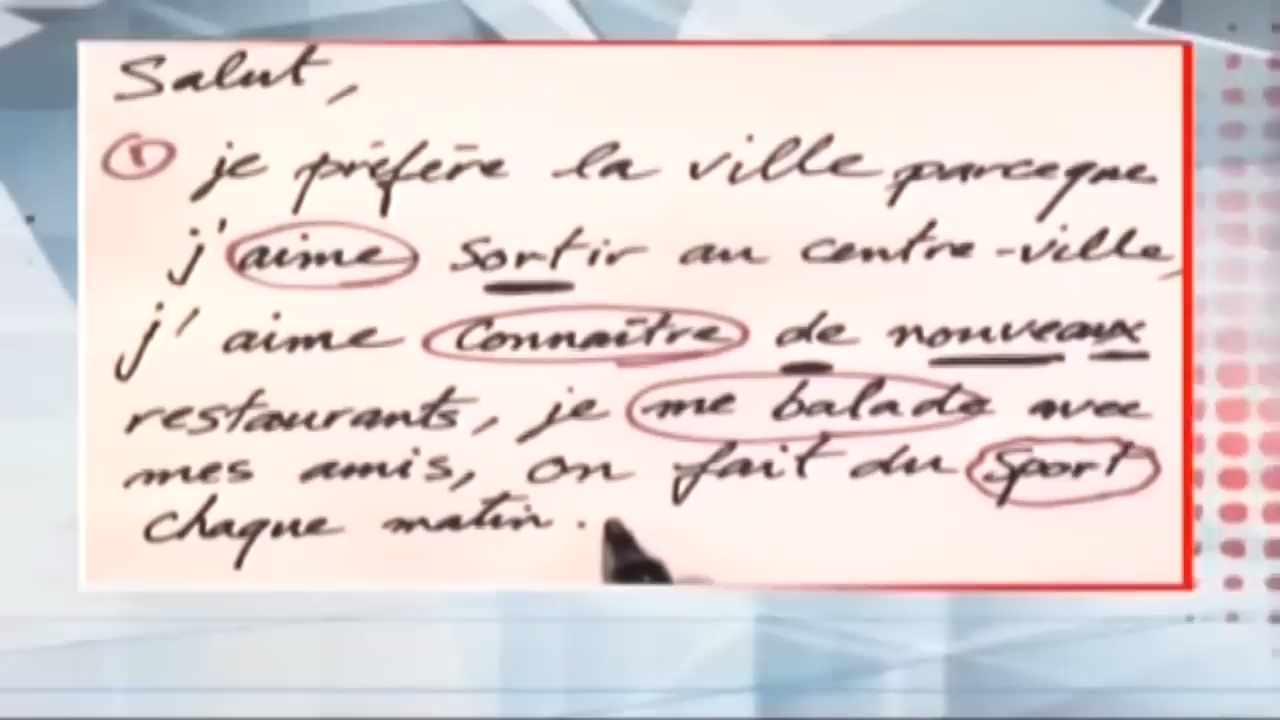 Salut,
① je préfère la ville parceque
j'aime sortir au centre-ville,
j'aime connaître de nouveaux
restaurants, je me balade avec
mes amis, on fait du sport
chaque matin.